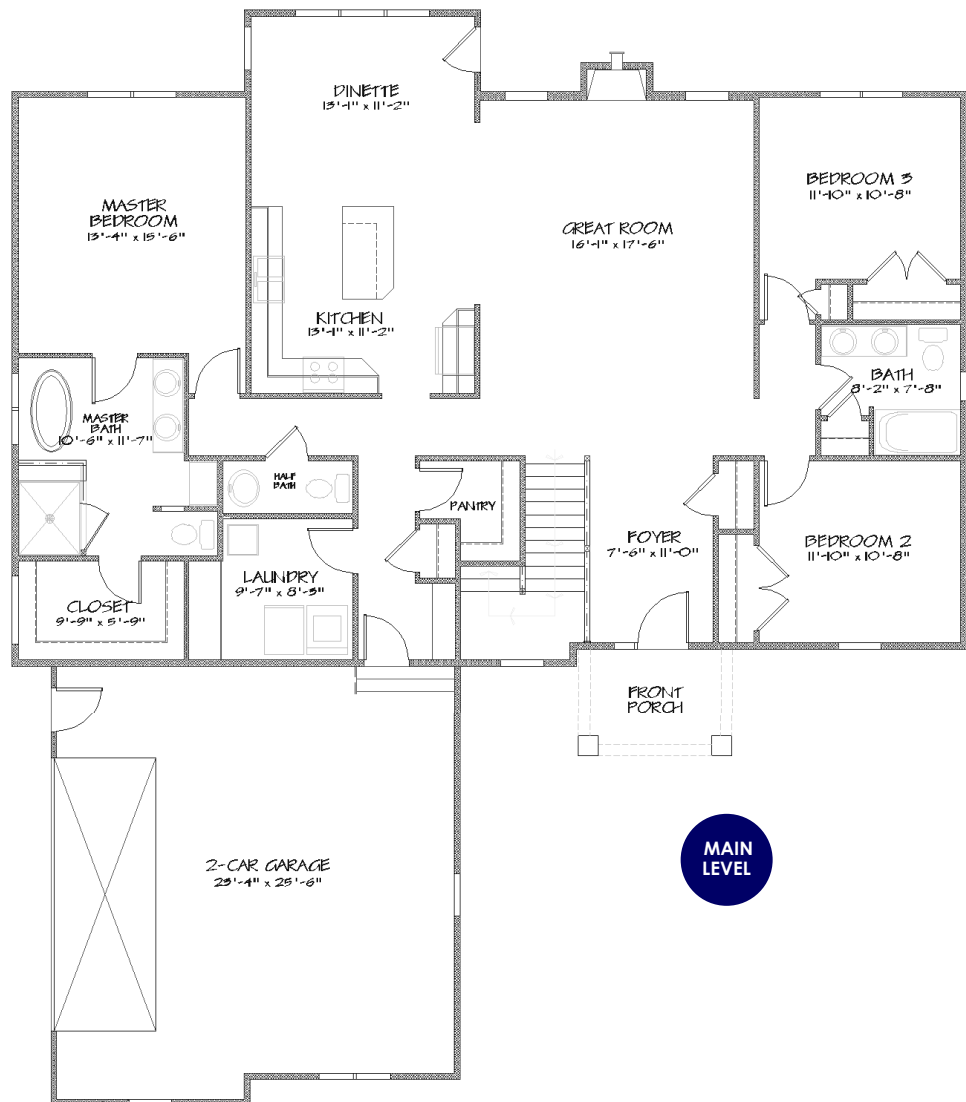 DINETTE
13'-1" x 11'-2"
MASTER
BEDROOM
13'-4" x 15'-6"
GREAT ROOM
16'-1" x 17'-6"
BEDROOM 3
11'-10" x 10'-8"
KITCHEN
13'-1" x 11'-2"
MASTER
BATH
10'-6" x 11'-7"
BATH
8'-2" x 7'-8"
HALF
BATH
PANTRY
FOYER
7'-6" x 11'-0"
BEDROOM 2
11'-10" x 10'-8"
LAUNDRY
9'-7" x 8'-3"
CLOSET
9'-9" x 5'-9"
FRONT
PORCH
2-CAR GARAGE
23'-4" x 25'-6"
MAIN
LEVEL